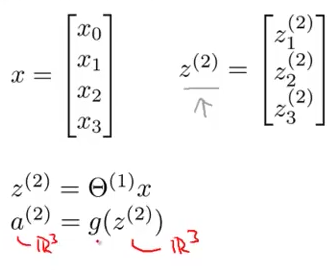 x = [x₀ x₁ x₂ x₃]   z⁽²⁾ = [z₁⁽²⁾ z₂⁽²⁾ z₃⁽²⁾]
z⁽²⁾ = Θ⁽¹⁾x
a⁽²⁾ = g(z⁽²⁾)
ℝ³   ℝ³